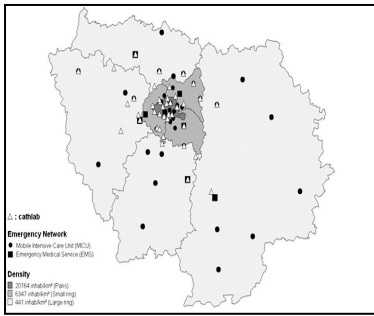 : cathlab
Emergency Network
Mobile Intensive Care Unit (MICU)
Emergency Medical Service (EMS)
Density
20164 inhab/km² (Paris)
6347 inhab/km² (Small ring)
441 inhab/km² (Large ring)